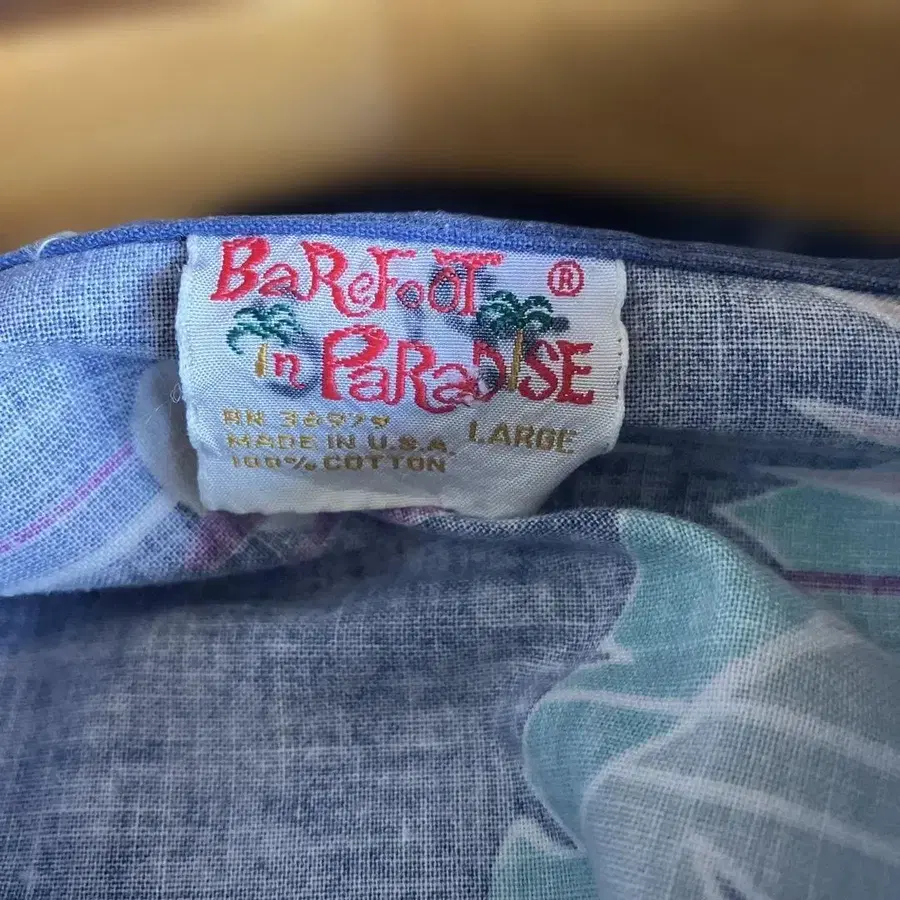 BaReFooT ®
in PaRaDiSE
RN 36979
MADE IN U.S.A. LARGE
100% COTTON